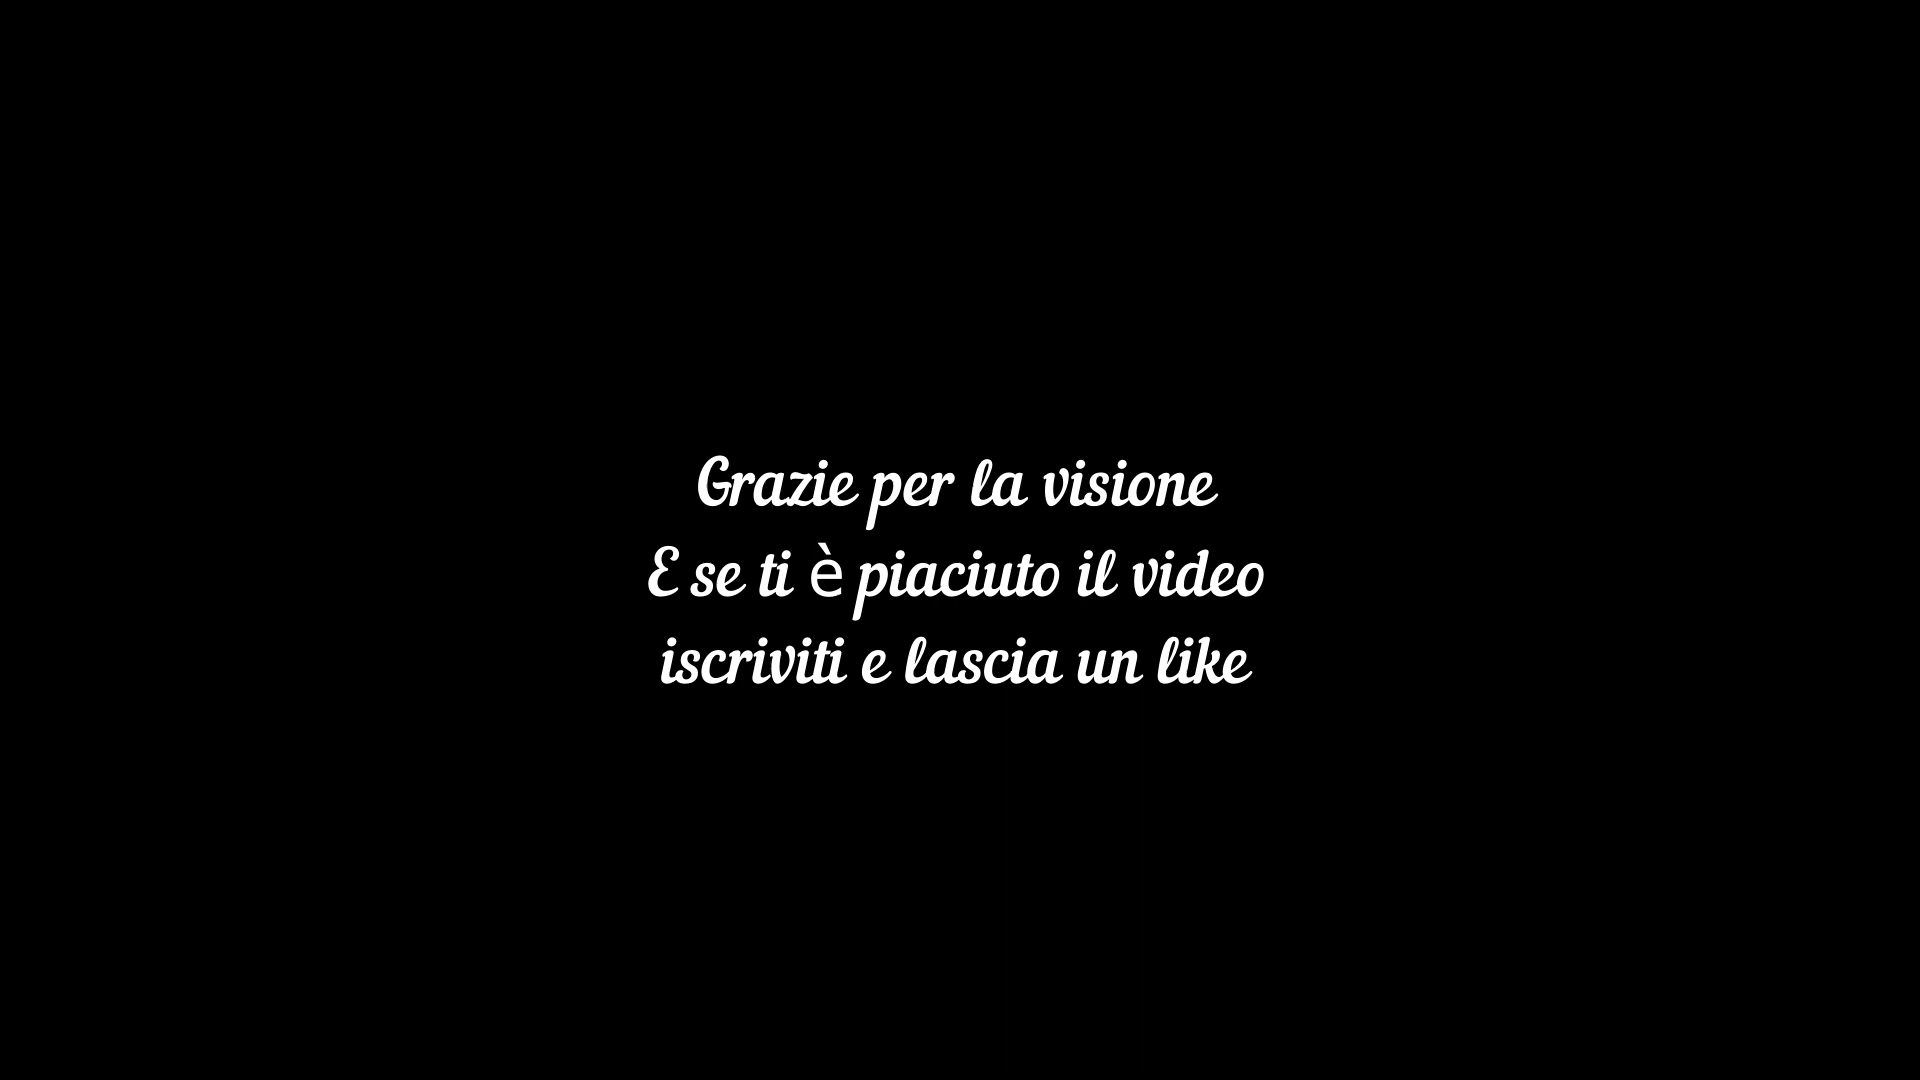 Grazie per la visione
E se ti è piaciuto il video
iscriviti e lascia un like